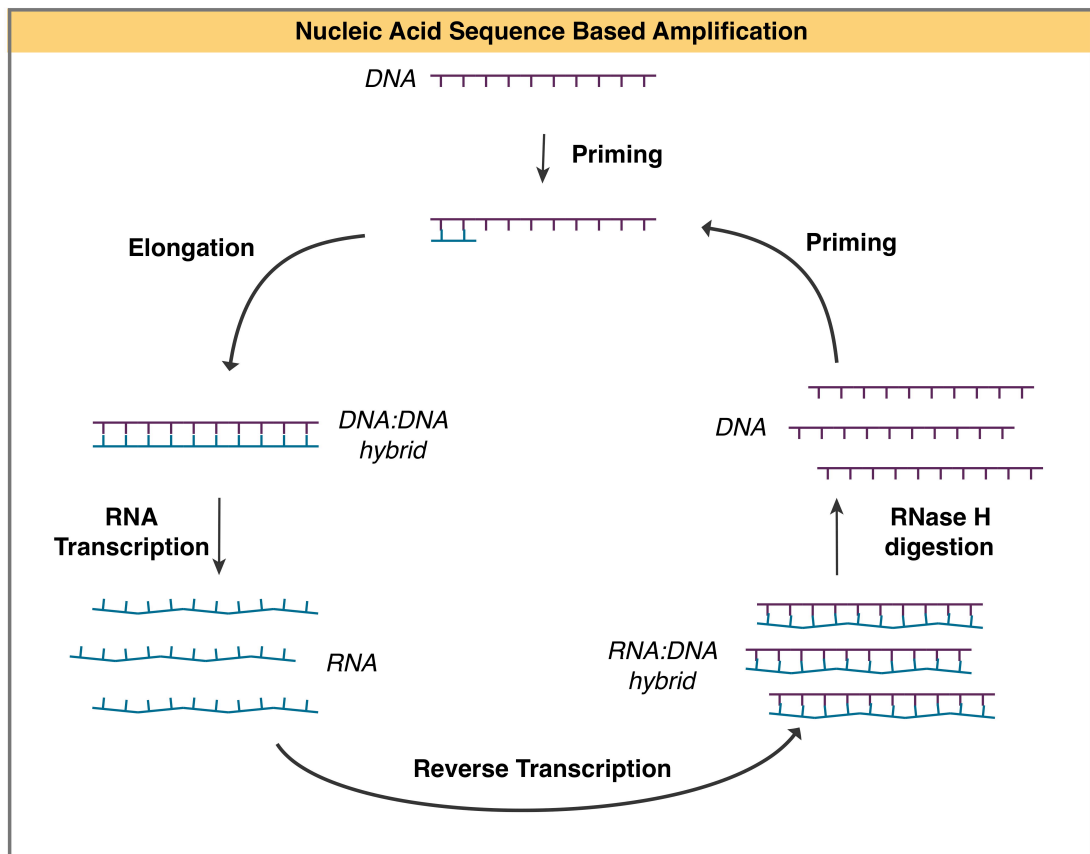 Nucleic Acid Sequence Based Amplification
DNA
Priming
Elongation
Priming
DNA:DNA
hybrid
DNA
RNA
Transcription
RNase H
digestion
RNA
RNA:DNA
hybrid
Reverse Transcription